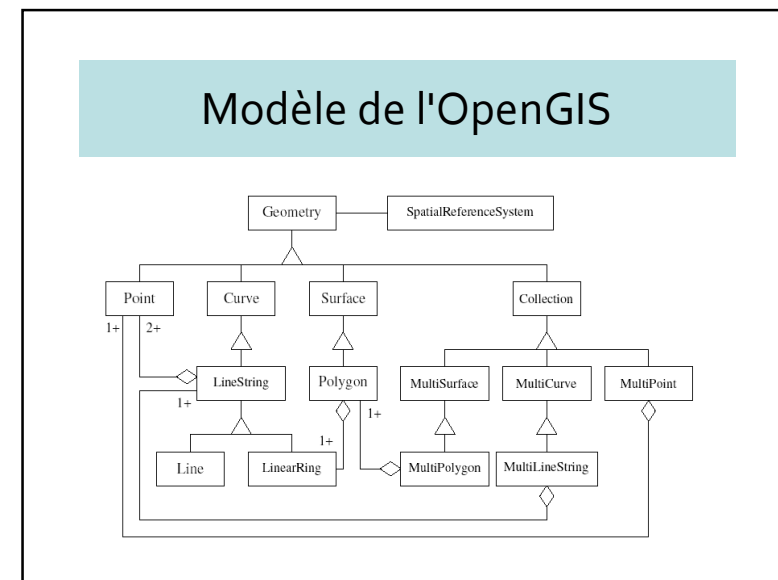 Modèle de l'OpenGIS
Geometry SpatialReferenceSystem
Point Curve Surface Collection
1+ 2+
LineString Polygon MultiSurface MultiCurve MultiPoint
1+ 1+
1+
Line LinearRing MultiPolygon MultiLineString